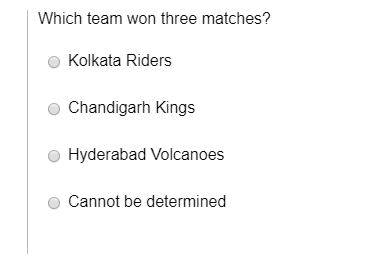 Which team won three matches?
Kolkata Riders
Chandigarh Kings
Hyderabad Volcanoes
Cannot be determined